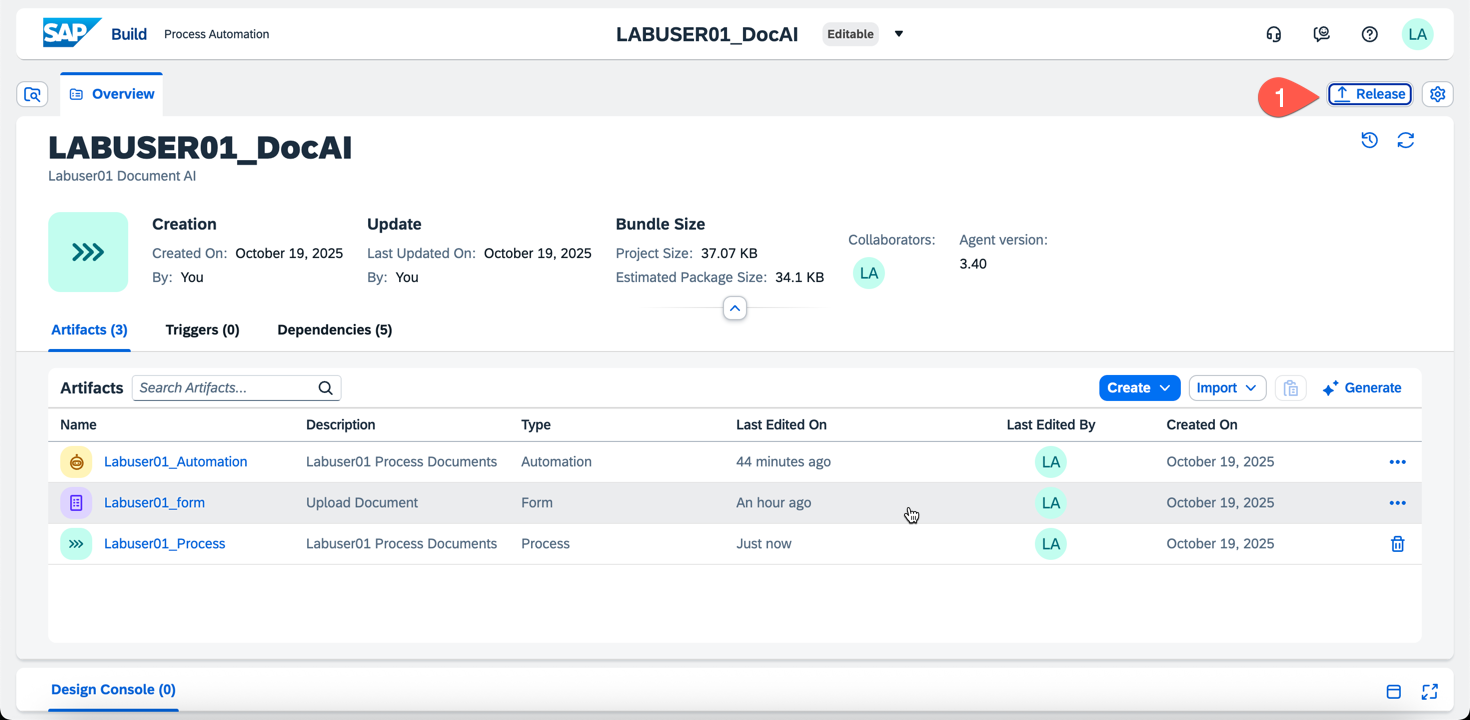 SAP Build Process Automation LABUSER01_DocAI Editable LA
Overview 1 Release
LABUSER01_DocAI
Labuser01 Document AI
Creation Update Bundle Size
Collaborators: Agent version:
Created On: October 19, 2025 Last Updated On: October 19, 2025 Project Size: 37.07 KB
3.40
By: You By: You Estimated Package Size: 34.1 KB LA
Artifacts (3) Triggers (0) Dependencies (5)
Artifacts Search Artifacts... Create Import Generate
Name Description Type Last Edited On Last Edited By Created On
Labuser01_Automation Labuser01 Process Documents Automation 44 minutes ago LA October 19, 2025
Labuser01_form Upload Document Form An hour ago LA October 19, 2025
Labuser01_Process Labuser01 Process Documents Process Just now LA October 19, 2025
Design Console (0)